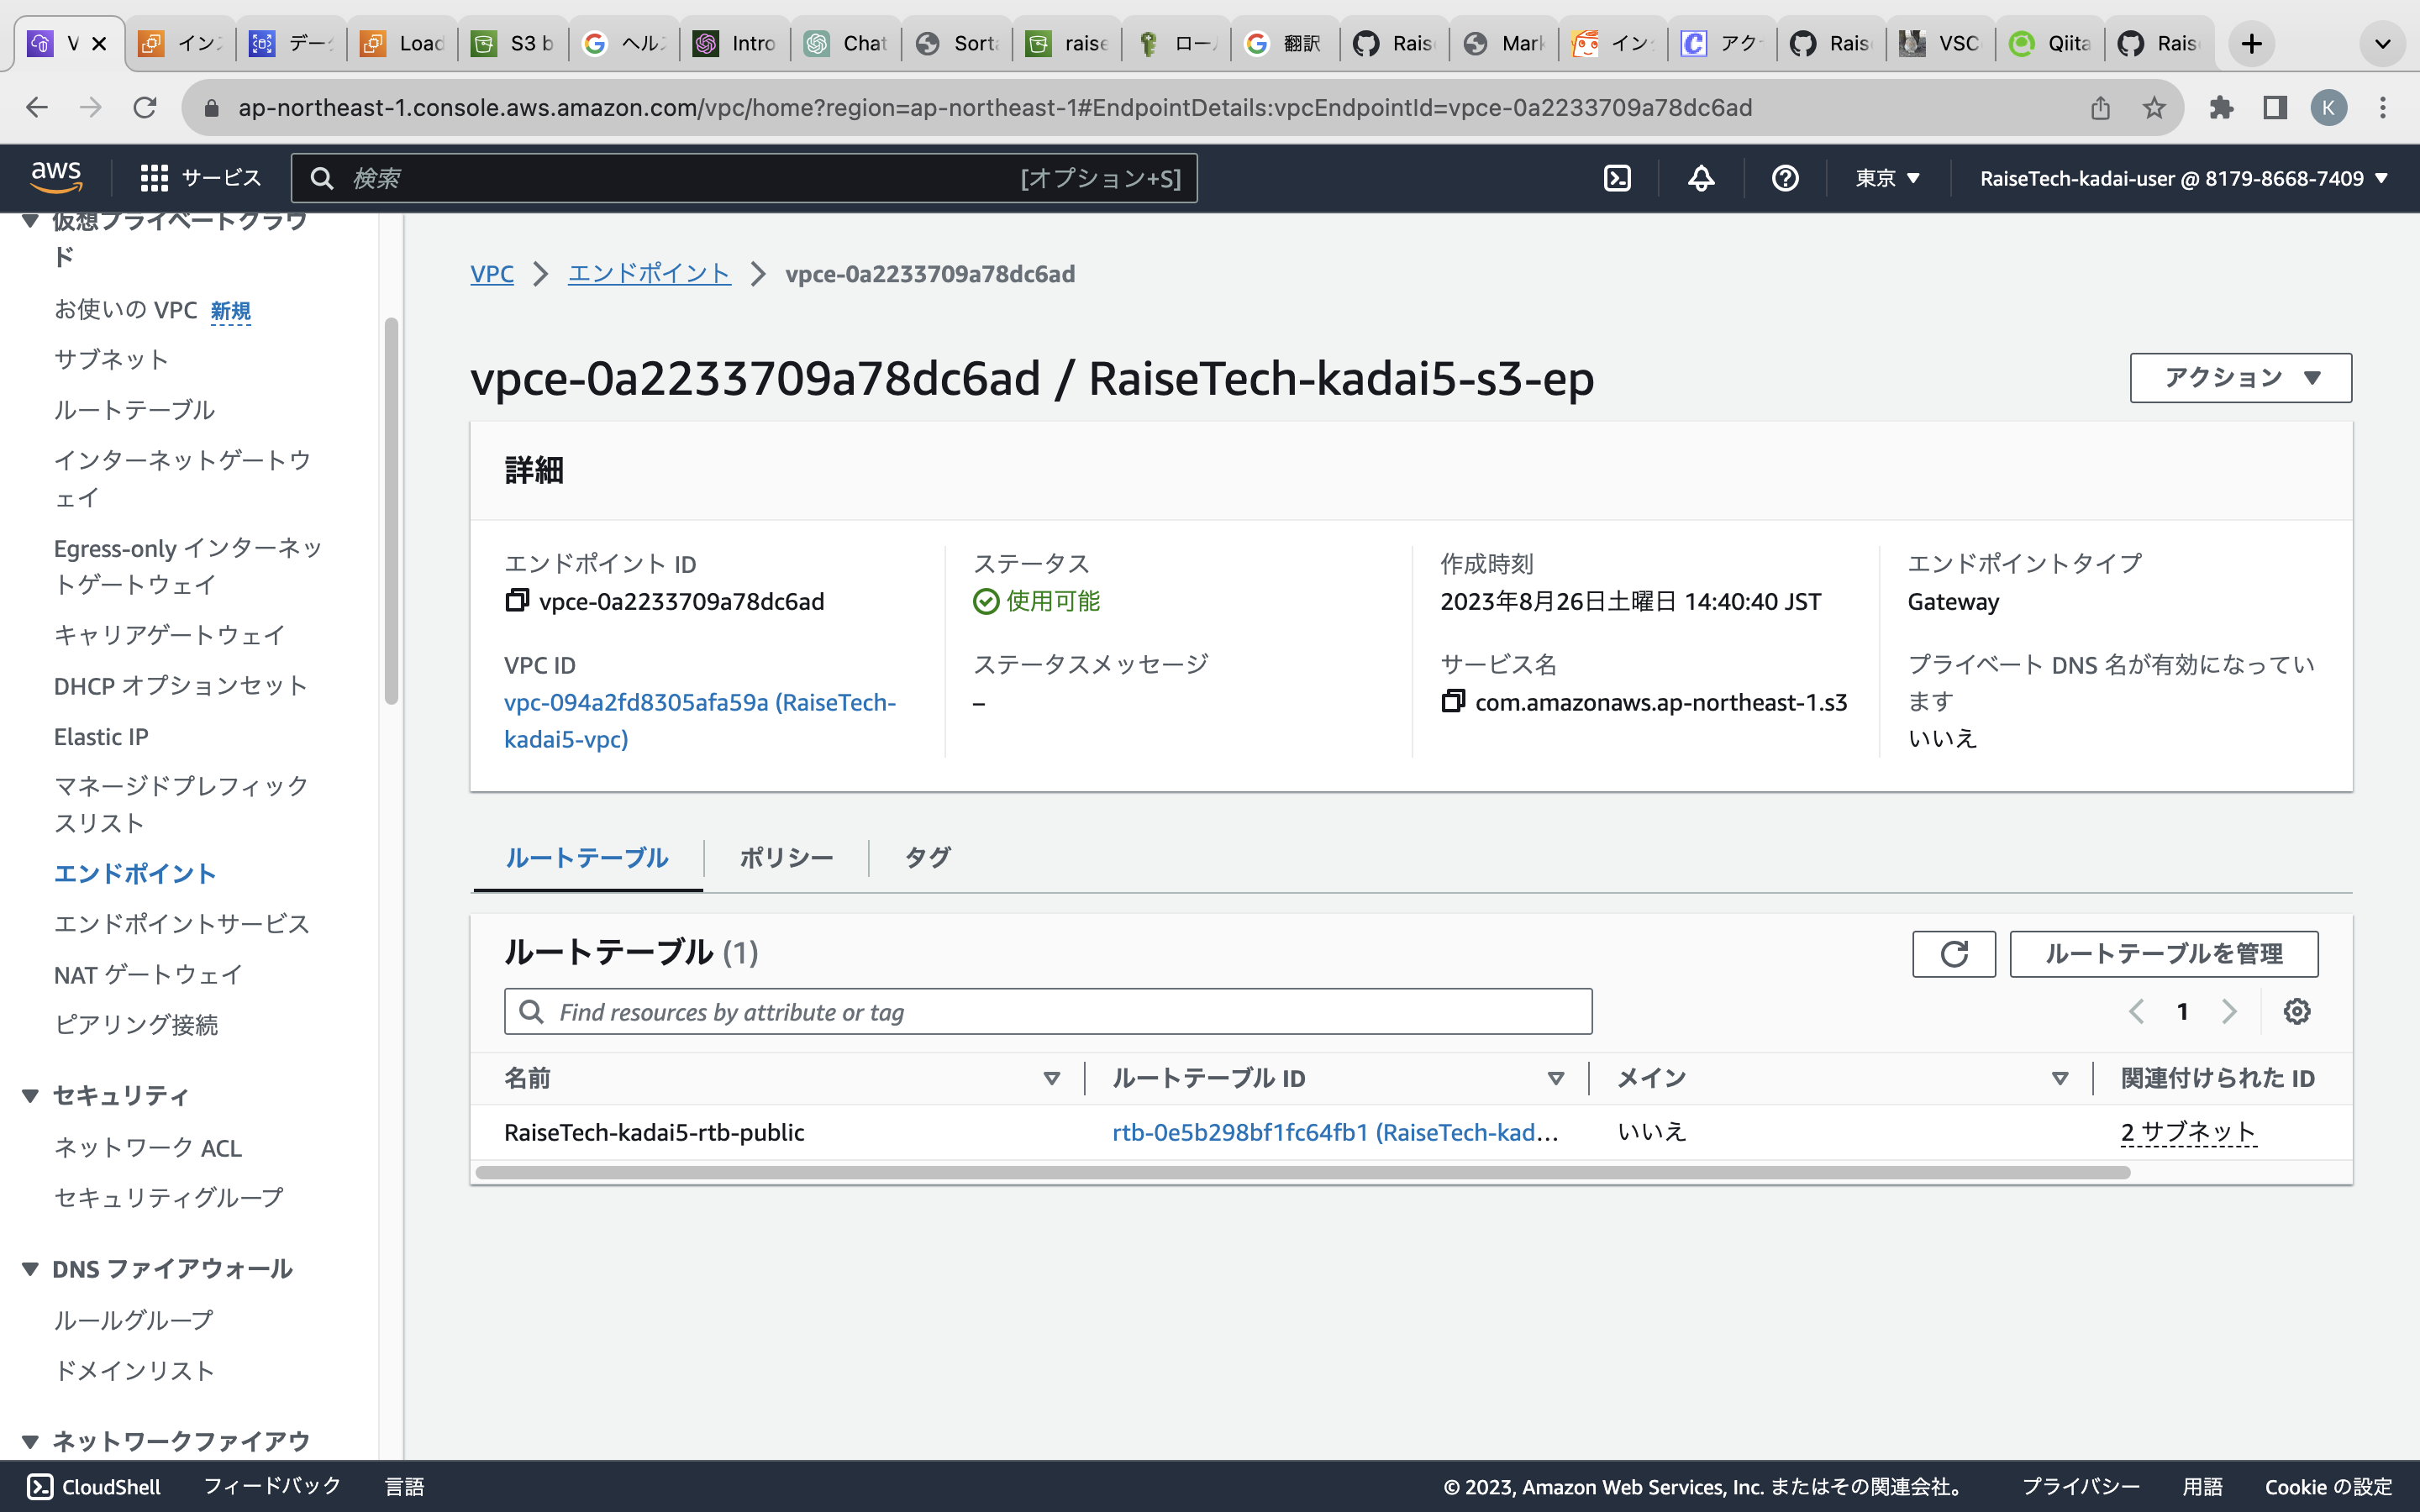 V
イン
デー
Load
S3 b
ヘル
Intro
Chat
Sort
raise
ロー
翻訳
Rais
Mark
イン
アク
Rais
VSC
Qiita
Rais
ap-northeast-1.console.aws.amazon.com/vpc/home?region=ap-northeast-1#EndpointDetails:vpcEndpointId=vpce-0a2233709a78dc6ad
K
aws
サービス
検索
[オプション+S]
東京
RaiseTech-kadai-user @ 8179-8668-7409
仮想プライベートクラウ
ド
お使いの VPC 新規
サブネット
ルートテーブル
インターネットゲートウ
ェイ
Egress-only インターネッ
トゲートウェイ
キャリアゲートウェイ
DHCP オプションセット
Elastic IP
マネージドプレフィック
スリスト
エンドポイント
エンドポイントサービス
NAT ゲートウェイ
ピアリング接続
セキュリティ
ネットワーク ACL
セキュリティグループ
DNS ファイアウォール
ルールグループ
ドメインリスト
ネットワークファイアウ
VPC
エンドポイント
vpce-0a2233709a78dc6ad
vpce-0a2233709a78dc6ad / RaiseTech-kadai5-s3-ep
アクション
詳細
エンドポイント ID
vpce-0a2233709a78dc6ad
ステータス
使用可能
作成時刻
2023年8月26日土曜日 14:40:40 JST
エンドポイントタイプ
Gateway
VPC ID
vpc-094a2fd8305afa59a (RaiseTech-
kadai5-vpc)
ステータスメッセージ
–
サービス名
com.amazonaws.ap-northeast-1.s3
プライベート DNS 名が有効になってい
ます
いいえ
ルートテーブル
ポリシー
タグ
ルートテーブル (1)
ルートテーブルを管理
Find resources by attribute or tag
1
名前
ルートテーブル ID
メイン
関連付けられた ID
RaiseTech-kadai5-rtb-public
rtb-0e5b298bf1fc64fb1 (RaiseTech-kad…
いいえ
2 サブネット
CloudShell
フィードバック
言語
© 2023, Amazon Web Services, Inc. またはその関連会社。
プライバシー
用語
Cookie の設定